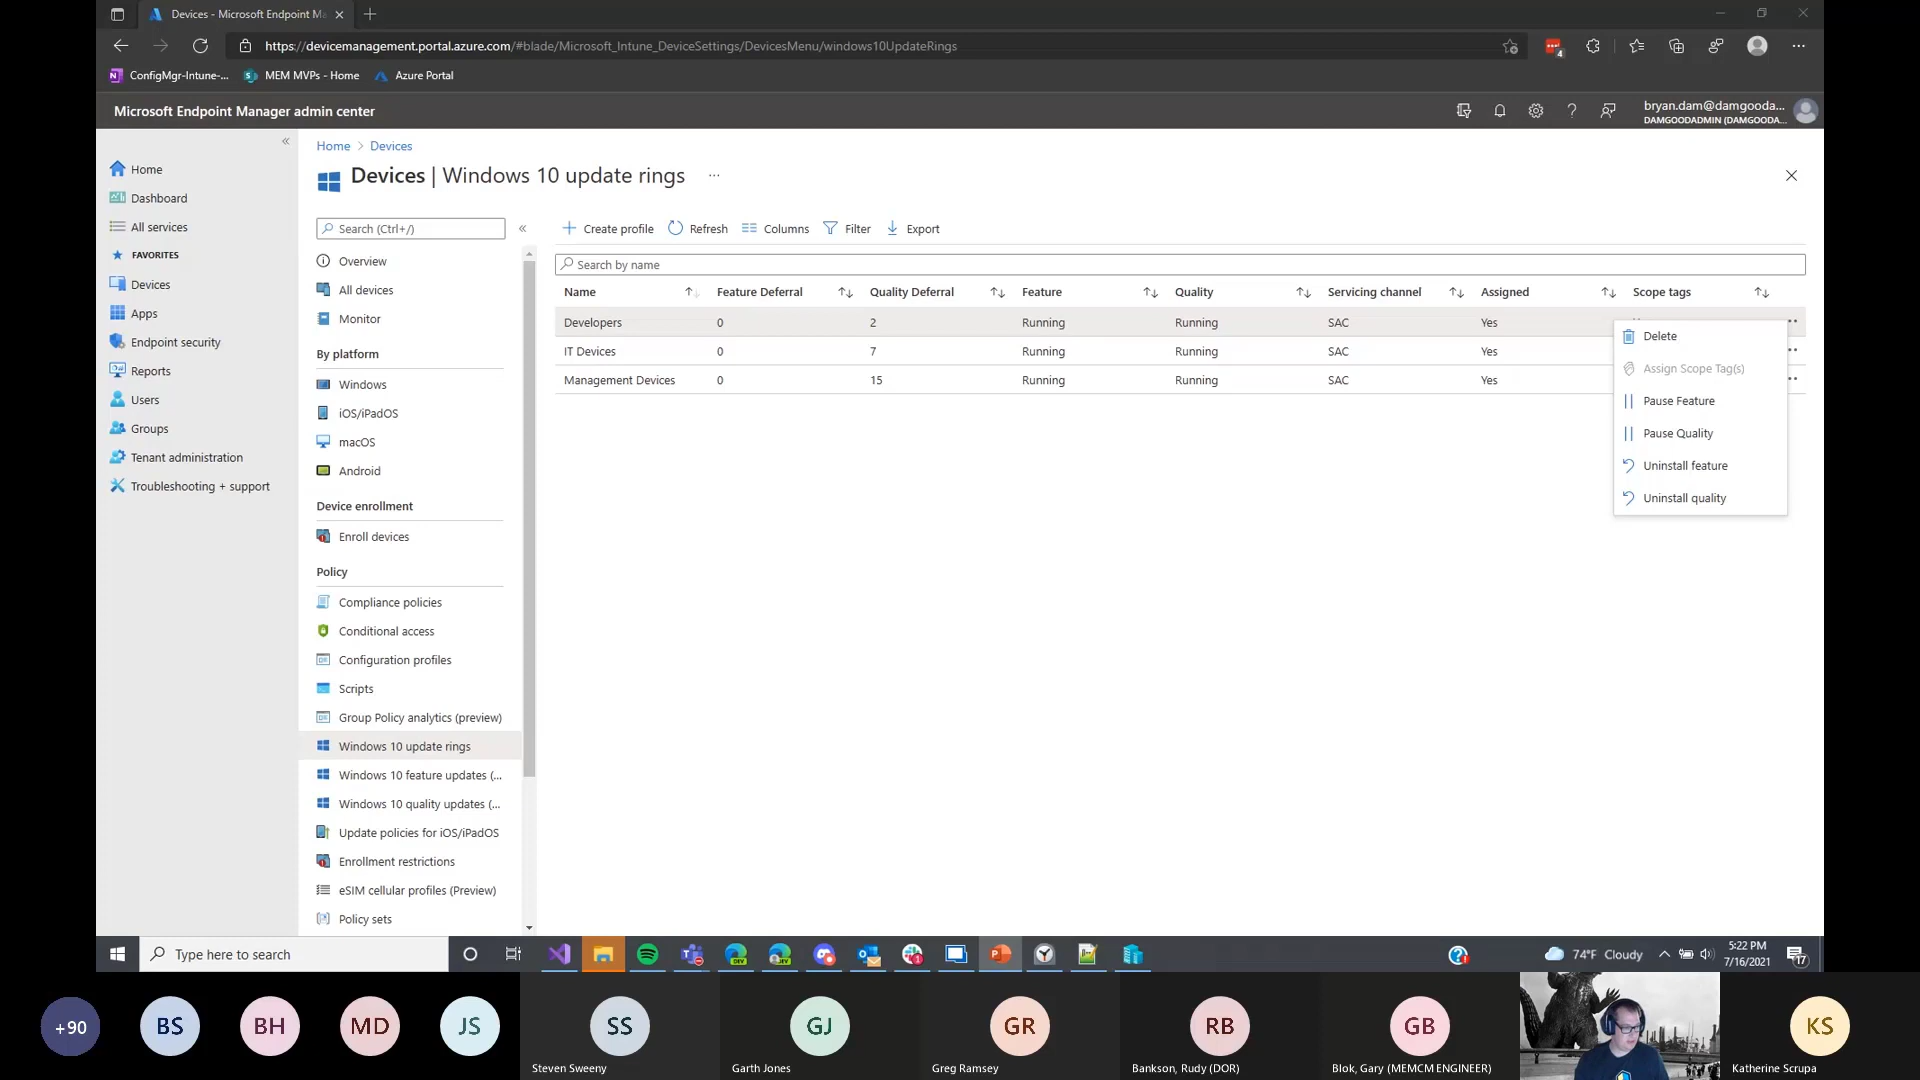 Devices - Microsoft Endpoint Ma
https://devicemanagement.portal.azure.com/#blade/Microsoft_Intune_DeviceSettings/DevicesMenu/windows10UpdateRings
4
ConfigMgr-Intune-...
MEM MVPs - Home
Azure Portal
Microsoft Endpoint Manager admin center
bryan.dam@damgooda...
DAMGOODADMIN (DAMGOODA...
Home
Dashboard
All services
FAVORITES
Devices
Apps
Endpoint security
Reports
Users
Groups
Tenant administration
Troubleshooting + support
Home > Devices
Devices | Windows 10 update rings ...
Search (Ctrl+/)
Overview
All devices
Monitor
By platform
Windows
iOS/iPadOS
macOS
Android
Device enrollment
Enroll devices
Policy
Compliance policies
Conditional access
Configuration profiles
Scripts
Group Policy analytics (preview)
Windows 10 update rings
Windows 10 feature updates (...
Windows 10 quality updates (...
Update policies for iOS/iPadOS
Enrollment restrictions
eSIM cellular profiles (Preview)
Policy sets
Create profile Refresh Columns Filter Export
Search by name
Name Feature Deferral Quality Deferral Feature Quality Servicing channel Assigned Scope tags
Developers 0 2 Running Running SAC Yes
IT Devices 0 7 Running Running SAC Yes
Management Devices 0 15 Running Running SAC Yes
Delete
Assign Scope Tag(s)
Pause Feature
Pause Quality
Uninstall feature
Uninstall quality
Type here to search
74°F Cloudy
5:22 PM
7/16/2021
17
+90
BS
BH
MD
JS
SS
Steven Sweeny
GJ
Garth Jones
GR
Greg Ramsey
RB
Bankson, Rudy (DOR)
GB
Blok, Gary (MEMCM ENGINEER)
KS
Katherine Scrupa